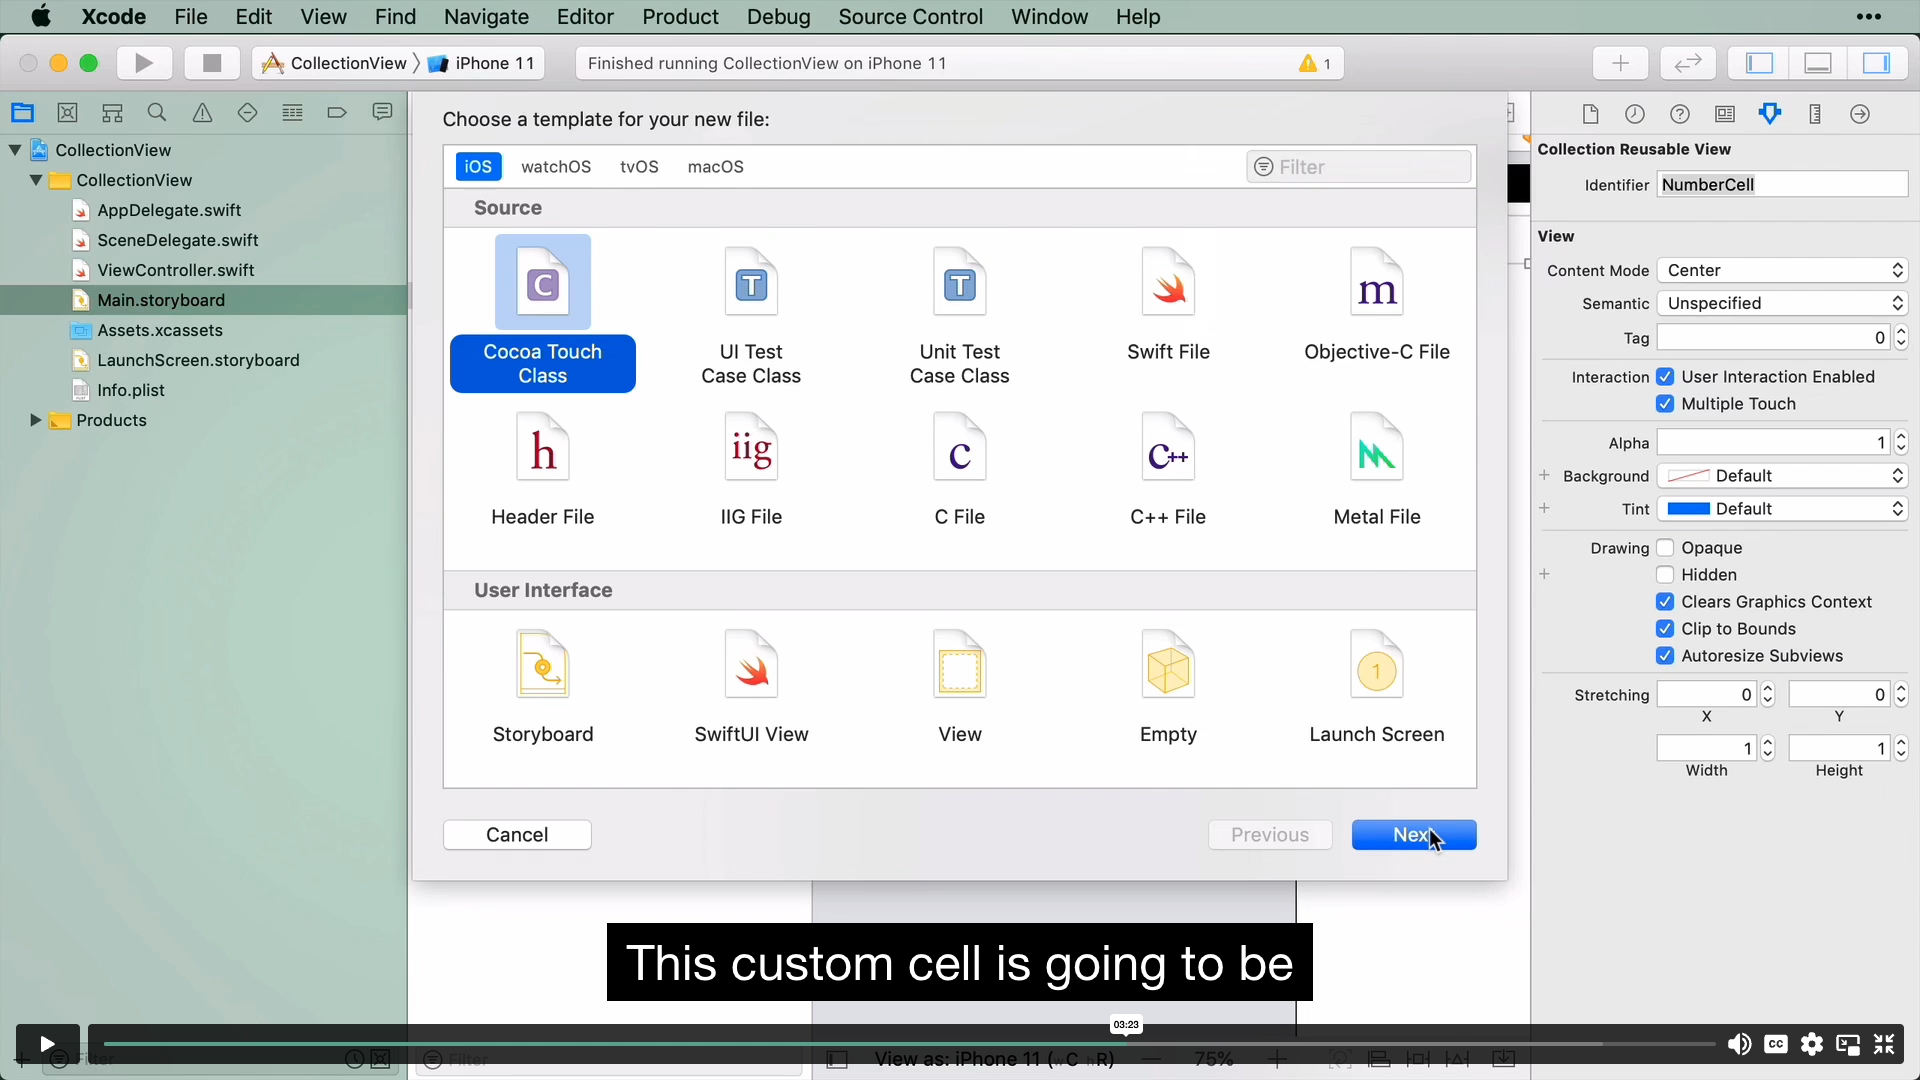 Xcode File Edit View Find Navigate Editor Product Debug Source Control Window Help
CollectionView iPhone 11
Finished running CollectionView on iPhone 11
1
CollectionView
CollectionView
AppDelegate.swift
SceneDelegate.swift
ViewController.swift
Main.storyboard
Assets.xcassets
LaunchScreen.storyboard
Info.plist
Products
Choose a template for your new file:
iOS watchOS tvOS macOS
Filter
Source
C
T
T
m
Cocoa Touch
Class
UI Test
Case Class
Unit Test
Case Class
Swift File
Objective-C File
h
iig
c
c++
Header File
IIG File
C File
C++ File
Metal File
User Interface
1
Storyboard
SwiftUI View
View
Empty
Launch Screen
Cancel
Previous
Next
Collection Reusable View
Identifier NumberCell
View
Content Mode Center
Semantic Unspecified
Tag 0
Interaction User Interaction Enabled
Multiple Touch
Alpha 1
Background Default
Tint Default
Drawing Opaque
Hidden
Clears Graphics Context
Clip to Bounds
Autoresize Subviews
Stretching 0 0
X Y
1 1
Width Height
This custom cell is going to be
03:23
CC
Filter
Filter
View as: iPhone 11 (wC hR)
75%